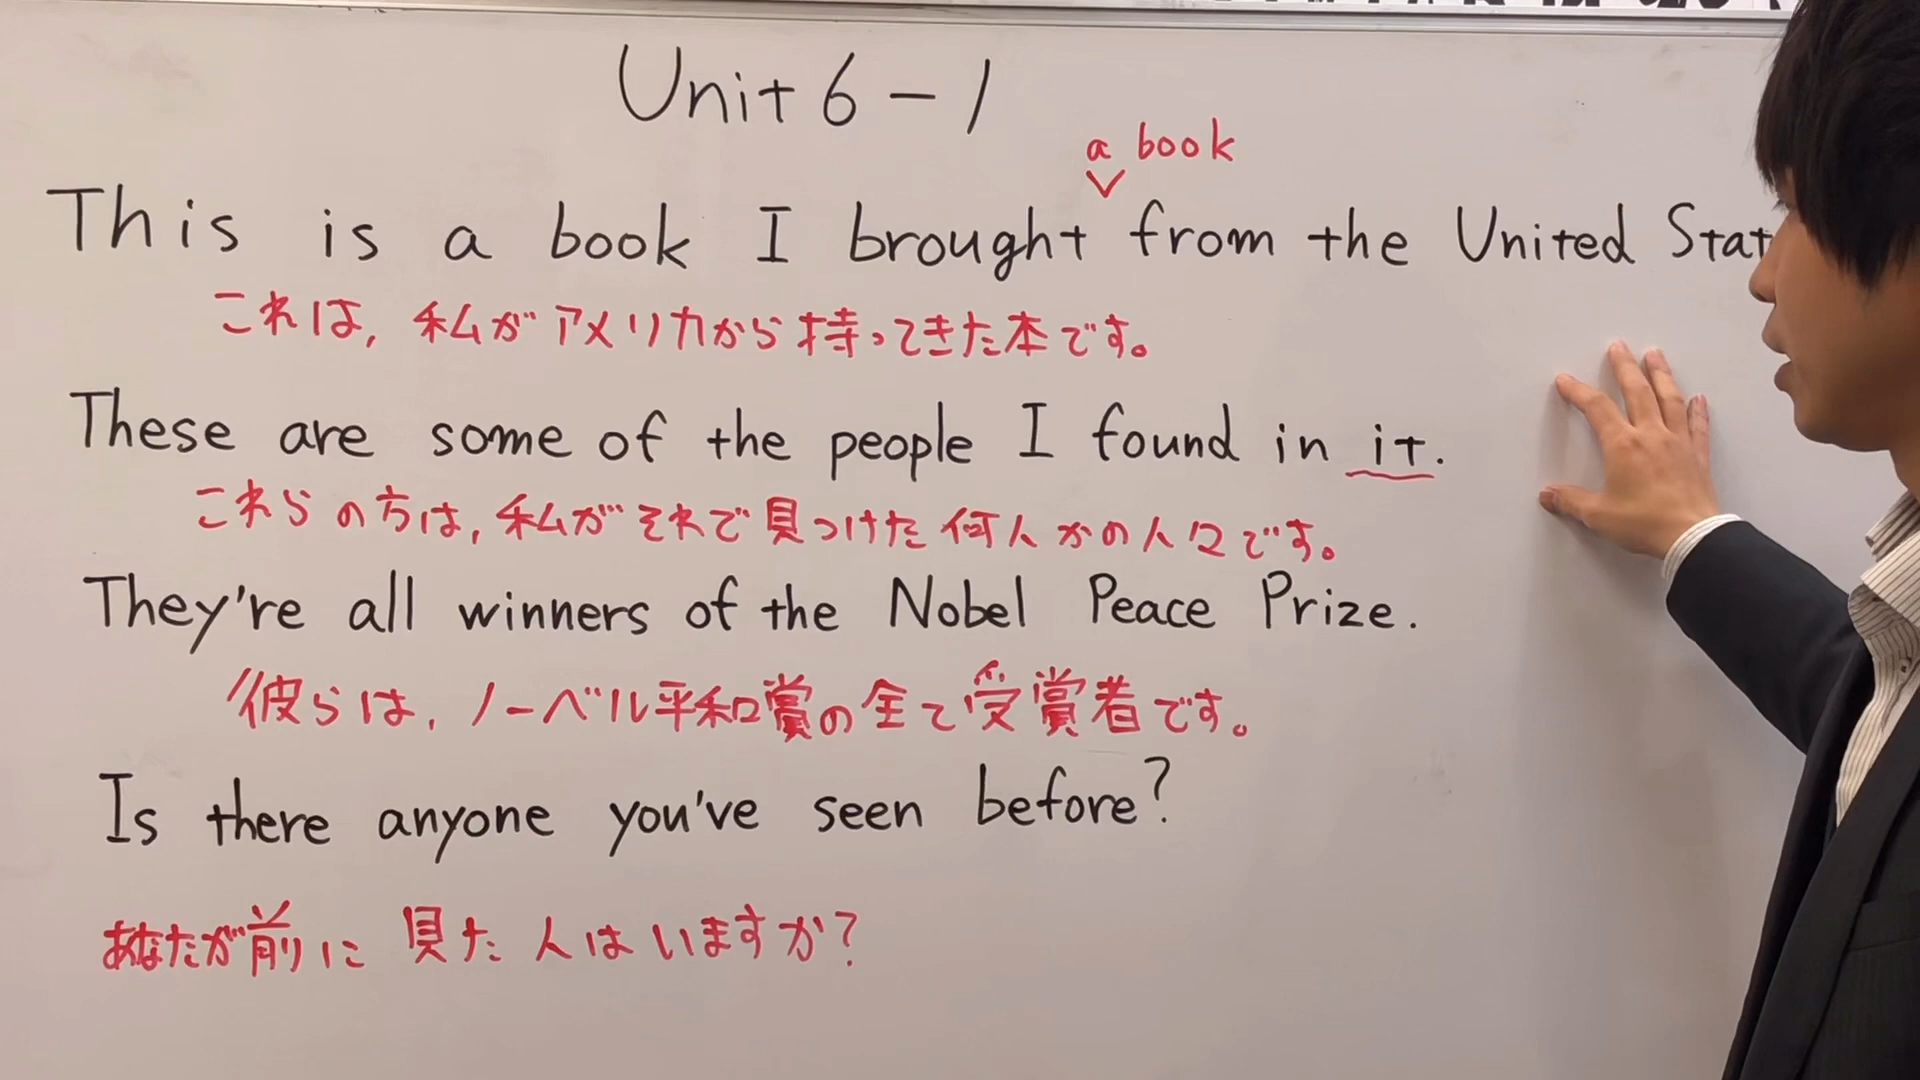 Unit 6-1
a book
This is a book I brought from the United Stat
これは, 私がアメリカから持ってきた本です。
These are some of the people I found in it.
これらの方は, 私がそれで見つけた何人かの人々です。
They're all winners of the Nobel Peace Prize.
彼らは, ノーベル平和賞の全て受賞者です。
Is there anyone you've seen before?
あなたが前に見た人はいますか?